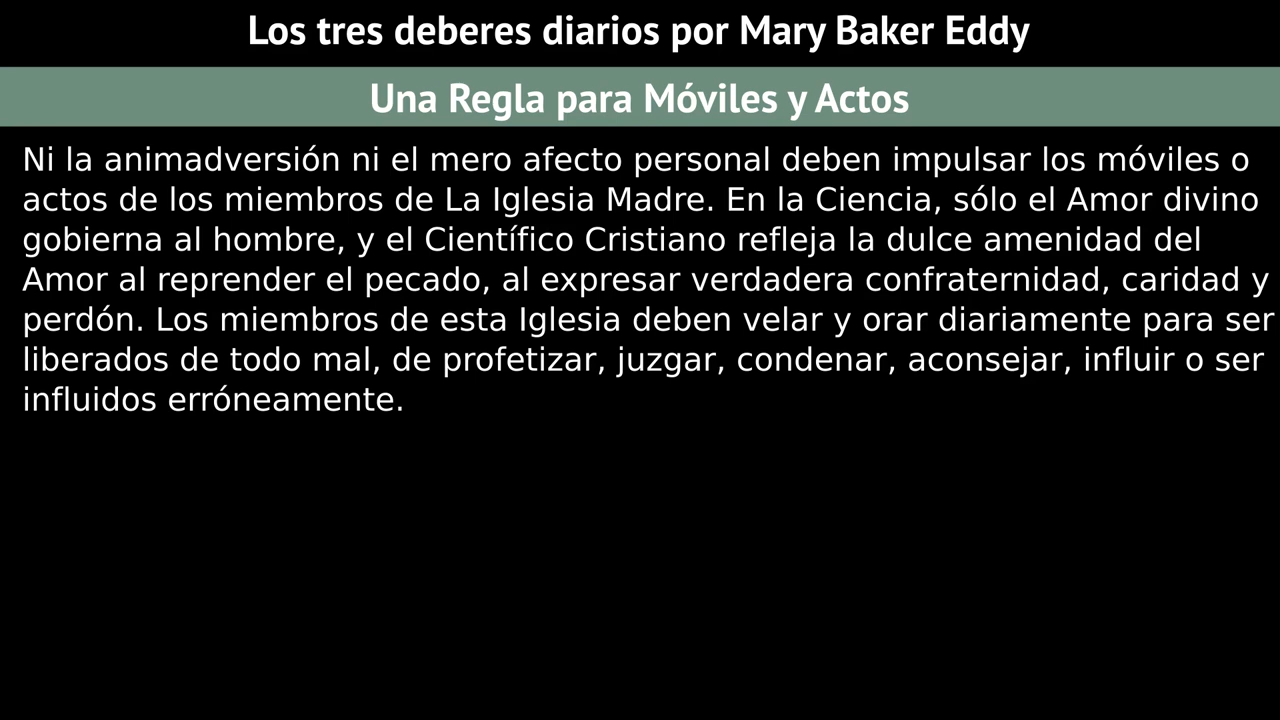 Los tres deberes diarios por Mary Baker Eddy
Una Regla para Móviles y Actos
Ni la animadversión ni el mero afecto personal deben impulsar los móviles o
actos de los miembros de La Iglesia Madre. En la Ciencia, sólo el Amor divino
gobierna al hombre, y el Científico Cristiano refleja la dulce amenidad del
Amor al reprender el pecado, al expresar verdadera confraternidad, caridad y
perdón. Los miembros de esta Iglesia deben velar y orar diariamente para ser
liberados de todo mal, de profetizar, juzgar, condenar, aconsejar, influir o ser
influidos erróneamente.